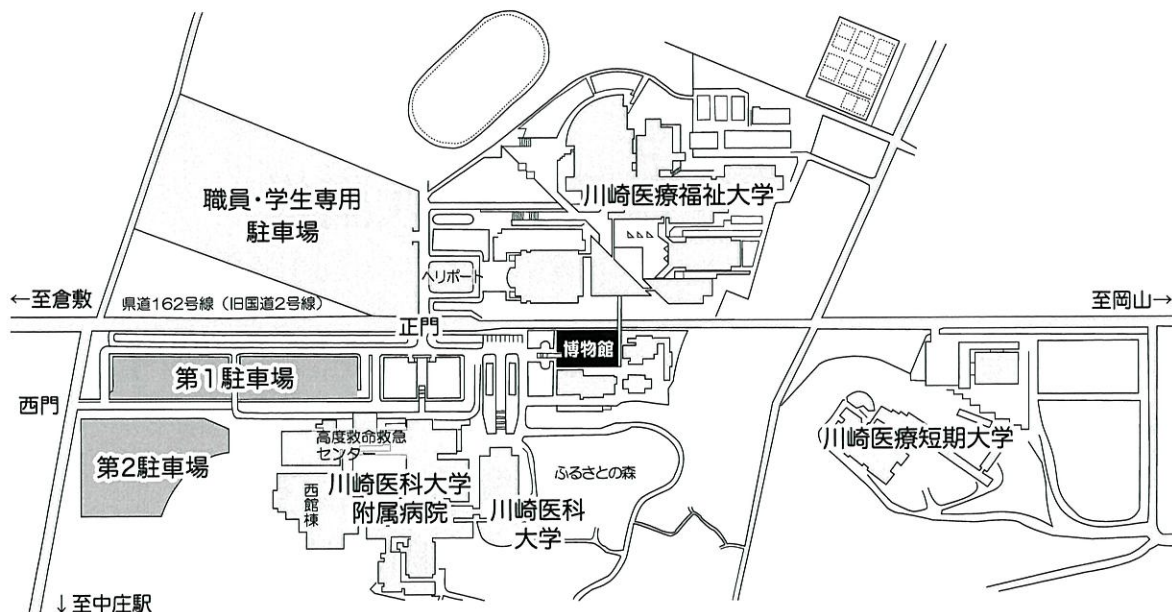 職員・学生専用
駐車場
川崎医療福祉大学
ヘリポート
←至倉敷
県道162号線（旧国道2号線）
至岡山→
正門
博物館
第1駐車場
西門
第2駐車場
高度救命救急
センター
西館棟
川崎医科大学
附属病院
川崎医科
大学
ふるさとの森
川崎医療短期大学
↓至中庄駅